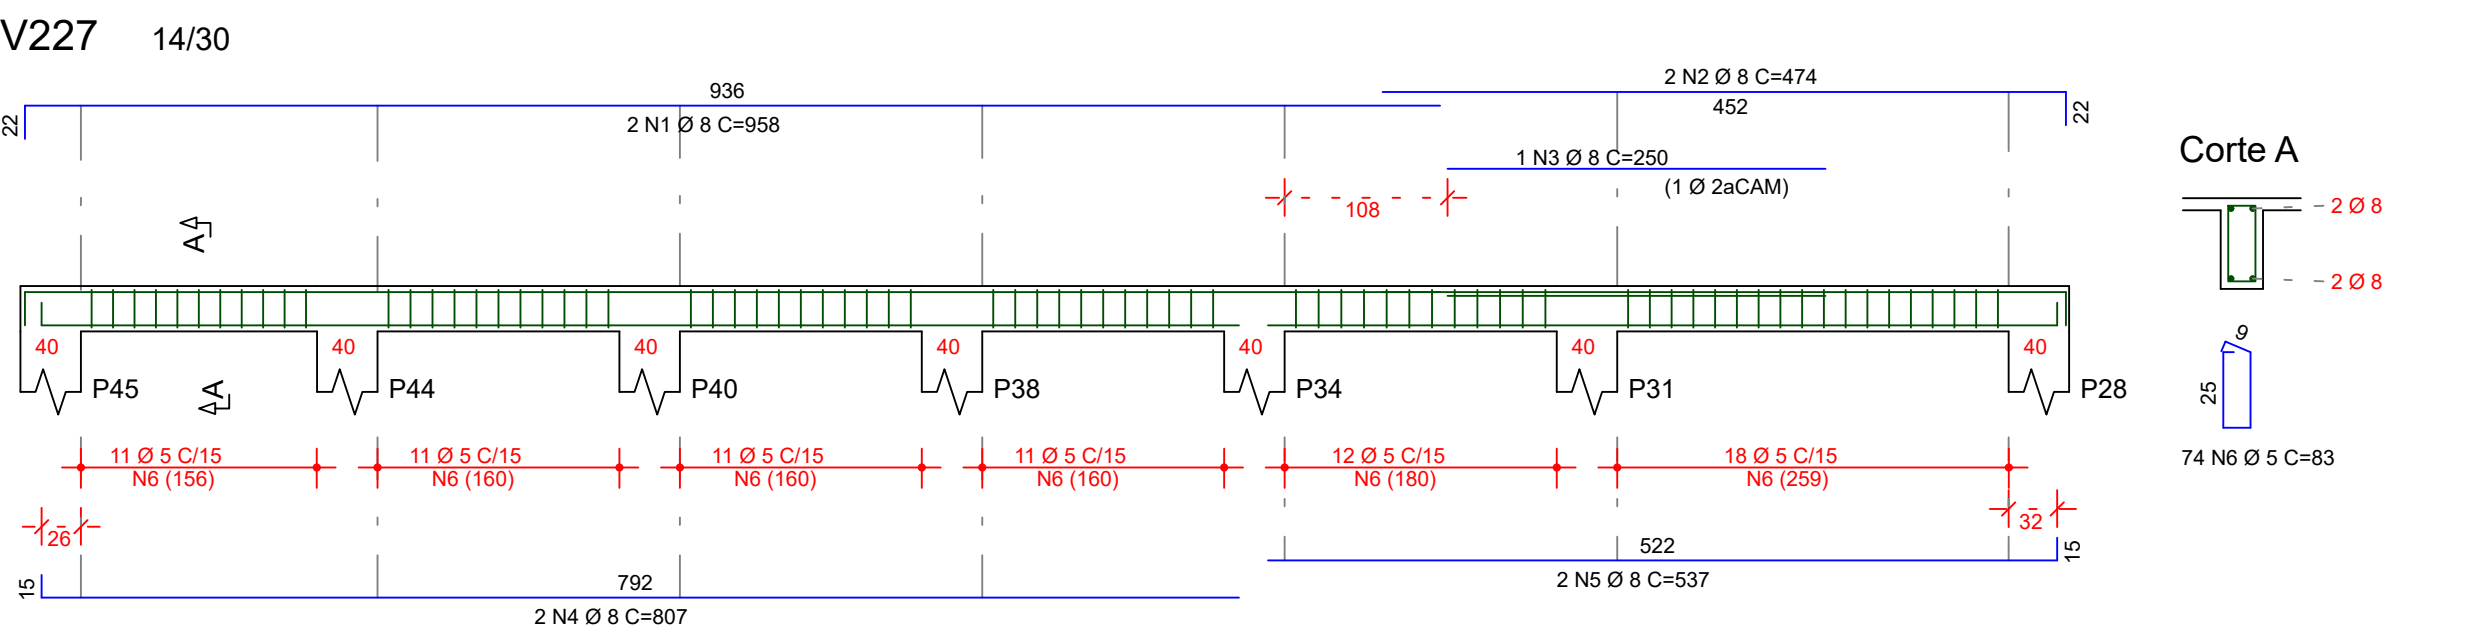 V227 14/30
936
2 N1 Ø 8 C=958
22
2 N2 Ø 8 C=474
452
22
1 N3 Ø 8 C=250
(1 Ø 2aCAM)
108
A
A
40 40 40 40 40 40 40
P45 P44 P40 P38 P34 P31 P28
11 Ø 5 C/15 11 Ø 5 C/15 11 Ø 5 C/15 11 Ø 5 C/15 12 Ø 5 C/15 18 Ø 5 C/15
N6 (156) N6 (160) N6 (160) N6 (160) N6 (180) N6 (259)
26
32
15
792
2 N4 Ø 8 C=807
522
15
2 N5 Ø 8 C=537
Corte A
2 Ø 8
2 Ø 8
9
25
74 N6 Ø 5 C=83